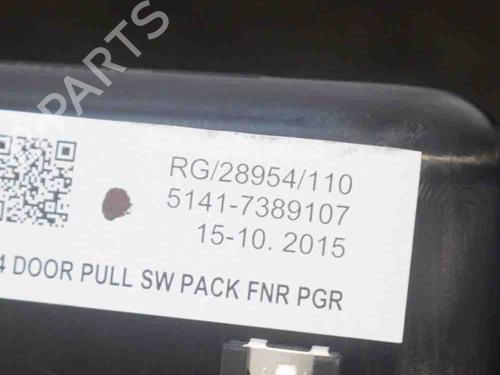 PARTS
RG/28954/110
5141-7389107
15-10. 2015
4 DOOR PULL SW PACK FNR PGR